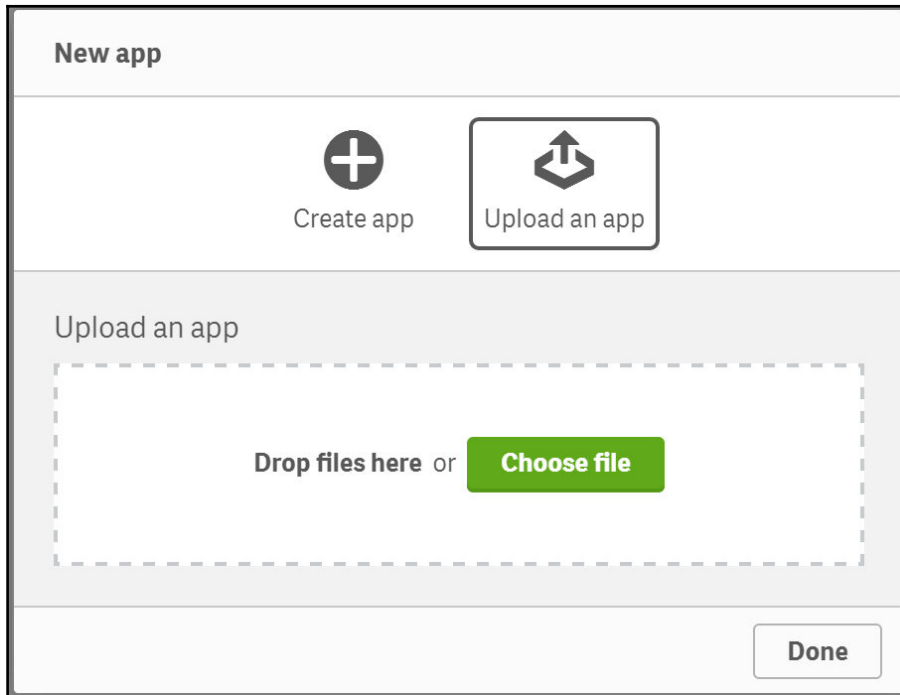 New app
Create app
Upload an app
Upload an app
Drop files here or Choose file
Done